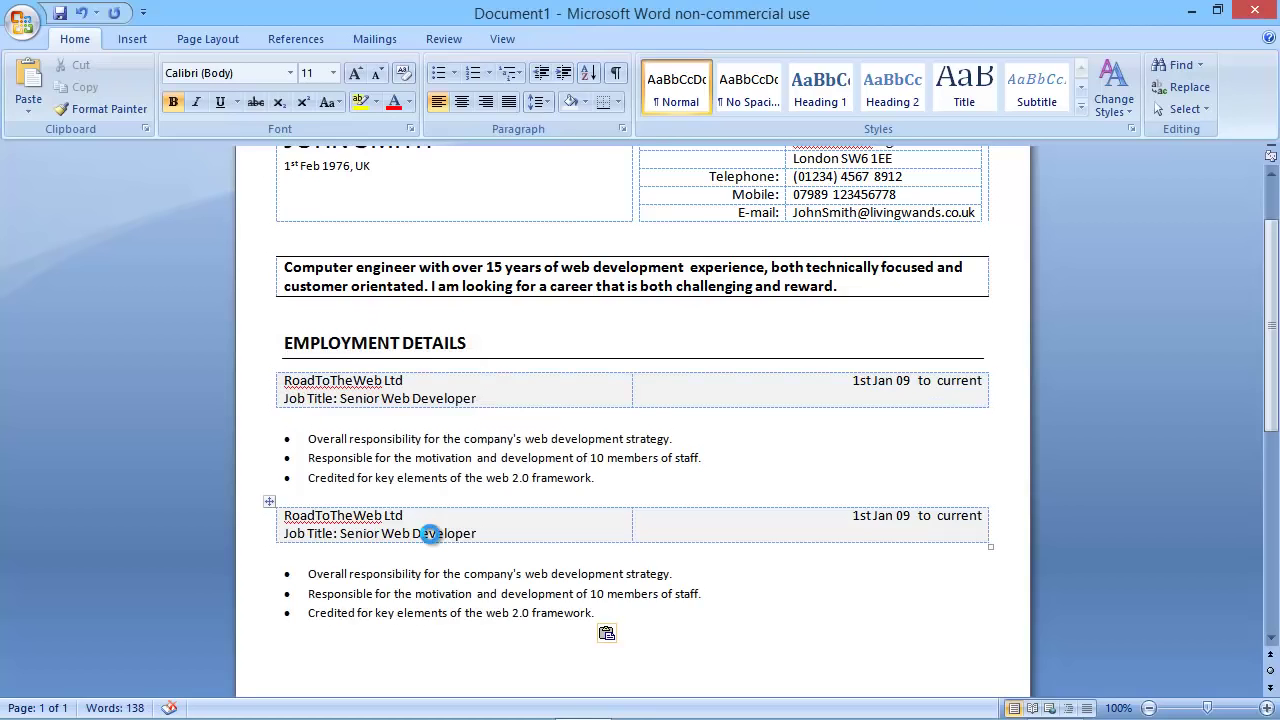 Document1 - Microsoft Word non-commercial use
Home Insert Page Layout References Mailings Review View
Paste
Cut
Copy
Format Painter
Clipboard
Calibri (Body) 11
B I U abc x₂ x² Aa
ab A
Font
Paragraph
AaBbCcDc AaBbCcDc AaBbC AaBbCc AaB AaBbCc.
¶ Normal ¶ No Spaci... Heading 1 Heading 2 Title Subtitle
Change
Styles
Styles
Find
Replace
Select
Editing
JOHN SMITH
1st Feb 1976, UK
London SW6 1EE
Telephone: (01234) 4567 8912
Mobile: 07989 123456778
E-mail: JohnSmith@livingwands.co.uk
Computer engineer with over 15 years of web development experience, both technically focused and
customer orientated. I am looking for a career that is both challenging and reward.
EMPLOYMENT DETAILS
RoadToTheWeb Ltd 1st Jan 09 to current
Job Title: Senior Web Developer
• Overall responsibility for the company's web development strategy.
• Responsible for the motivation and development of 10 members of staff.
• Credited for key elements of the web 2.0 framework.
RoadToTheWeb Ltd 1st Jan 09 to current
Job Title: Senior Web Developer
• Overall responsibility for the company's web development strategy.
• Responsible for the motivation and development of 10 members of staff.
• Credited for key elements of the web 2.0 framework.
Page: 1 of 1 Words: 138 100%